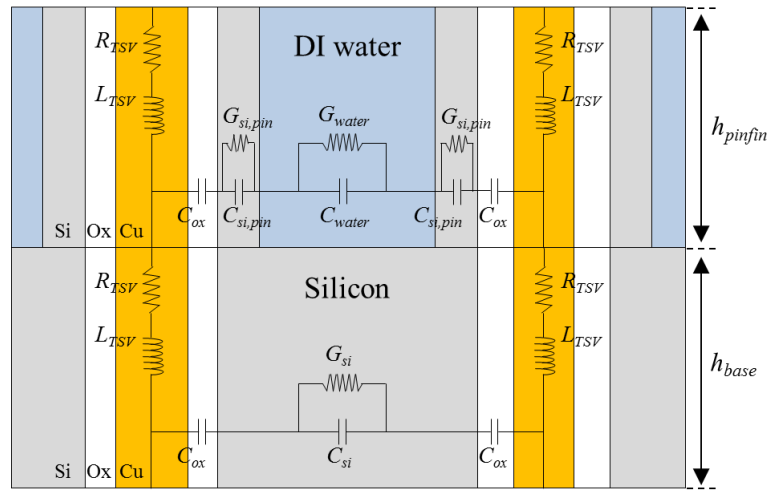 R_TSV
DI water
R_TSV
L_TSV
L_TSV
G_si,pin
G_water
G_si,pin
h_pinfin
C_ox
C_si,pin
C_water
C_si,pin
C_ox
Si
Ox
Cu
R_TSV
Silicon
R_TSV
L_TSV
L_TSV
G_si
h_base
C_ox
C_si
C_ox
Si
Ox
Cu